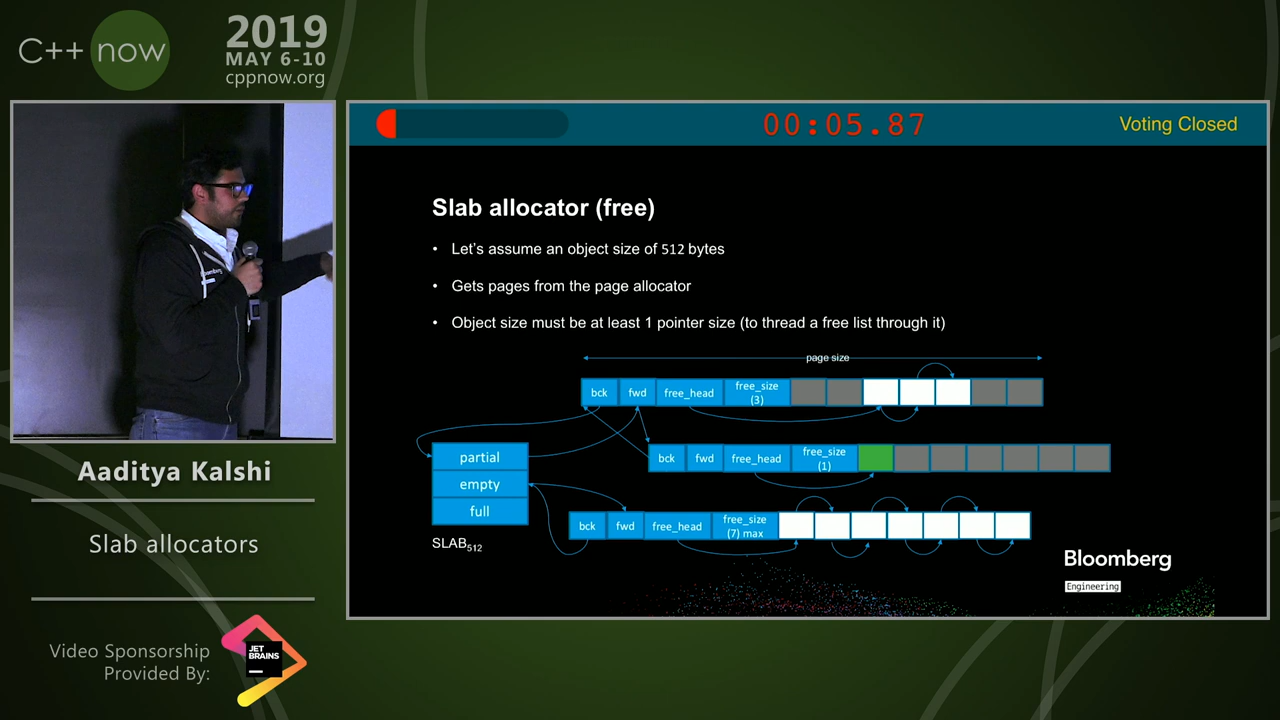 C++ now
2019
MAY 6-10
cppnow.org
00:05.87
Voting Closed
Slab allocator (free)
• Let's assume an object size of 512 bytes
• Gets pages from the page allocator
• Object size must be at least 1 pointer size (to thread a free list through it)
page size
bck fwd free_head free_size
(3)
partial
empty
full
SLAB512
bck fwd free_head free_size
(1)
bck fwd free_head free_size
(7) max
Bloomberg
Engineering
Aaditya Kalshi
Slab allocators
Video Sponsorship
Provided By:
JET
BRAINS